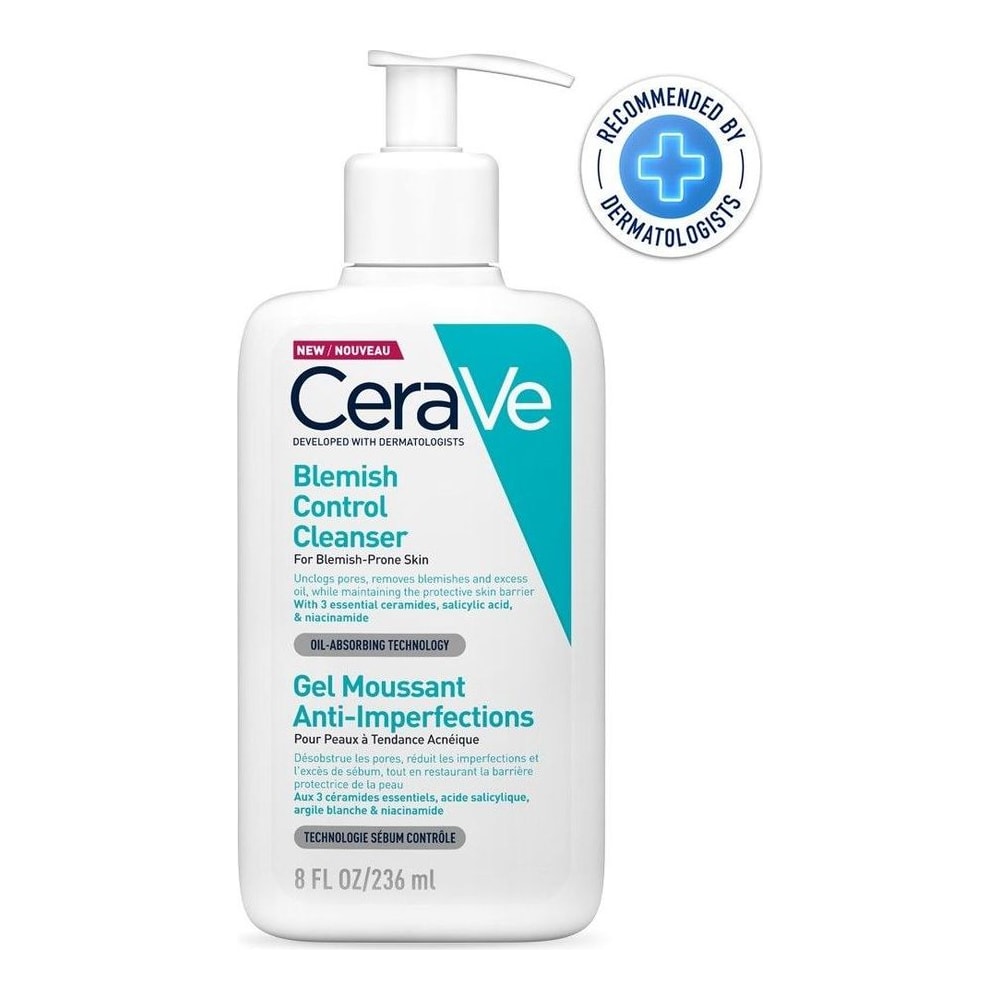 RECOMMENDED BY
DERMATOLOGISTS
NEW / NOUVEAU
CeraVe
DEVELOPED WITH DERMATOLOGISTS
Blemish
Control
Cleanser
For Blemish-Prone Skin
Unclogs pores, removes blemishes and excess
oil, while maintaining the protective skin barrier
With 3 essential ceramides, salicylic acid,
& niacinamide
OIL-ABSORBING TECHNOLOGY
Gel Moussant
Anti-Imperfections
Pour Peaux à Tendance Acnéique
Désobstrue les pores, réduit les imperfections et
l'excès de sébum, tout en restaurant la barrière
protectrice de la peau
Aux 3 céramides essentiels, acide salicylique,
argile blanche & niacinamide
TECHNOLOGIE SÉBUM CONTRÔLE
8 FL OZ/236 ml